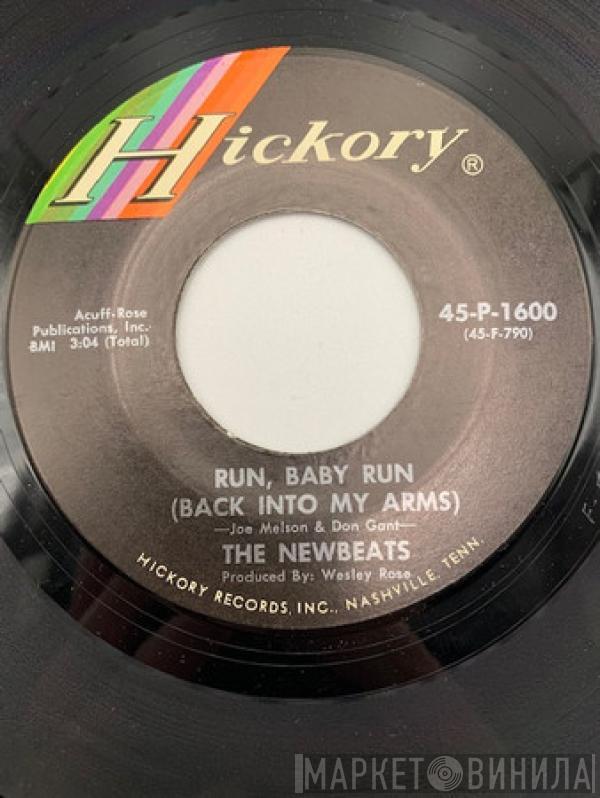 Hickory®
Acuff-Rose
Publications, Inc.
BMI 3:04 (Total)
45-P-1600
(45-F-790)
RUN, BABY RUN
(BACK INTO MY ARMS)
—Joe Melson & Don Gant—
THE NEWBEATS
Produced By: Wesley Rose
HICKORY RECORDS, INC., NASHVILLE, TENN.
МАРКЕТ ВИНИЛА